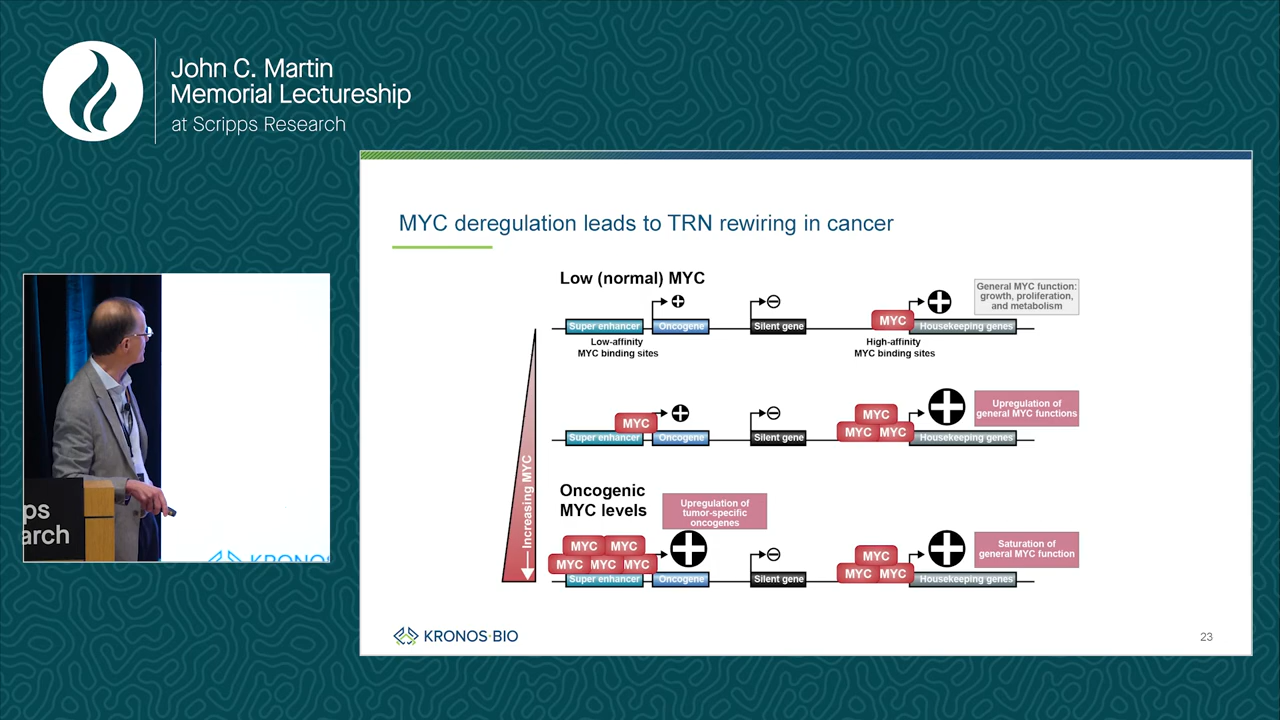 John C. Martin
Memorial Lectureship
at Scripps Research
MYC deregulation leads to TRN rewiring in cancer
Low (normal) MYC
General MYC function:
growth, proliferation,
and metabolism
MYC
Super enhancer
Oncogene
Silent gene
Housekeeping genes
Low-affinity
MYC binding sites
High-affinity
MYC binding sites
MYC
MYC
MYC MYC
Upregulation of
general MYC functions
Super enhancer
Oncogene
Silent gene
Housekeeping genes
Increasing MYC
Oncogenic
MYC levels
Upregulation of
tumor-specific
oncogenes
MYC MYC
MYC MYC MYC
MYC
MYC MYC
Saturation of
general MYC function
Super enhancer
Oncogene
Silent gene
Housekeeping genes
KRONOS·BIO
23
ps
arch
KRONOS